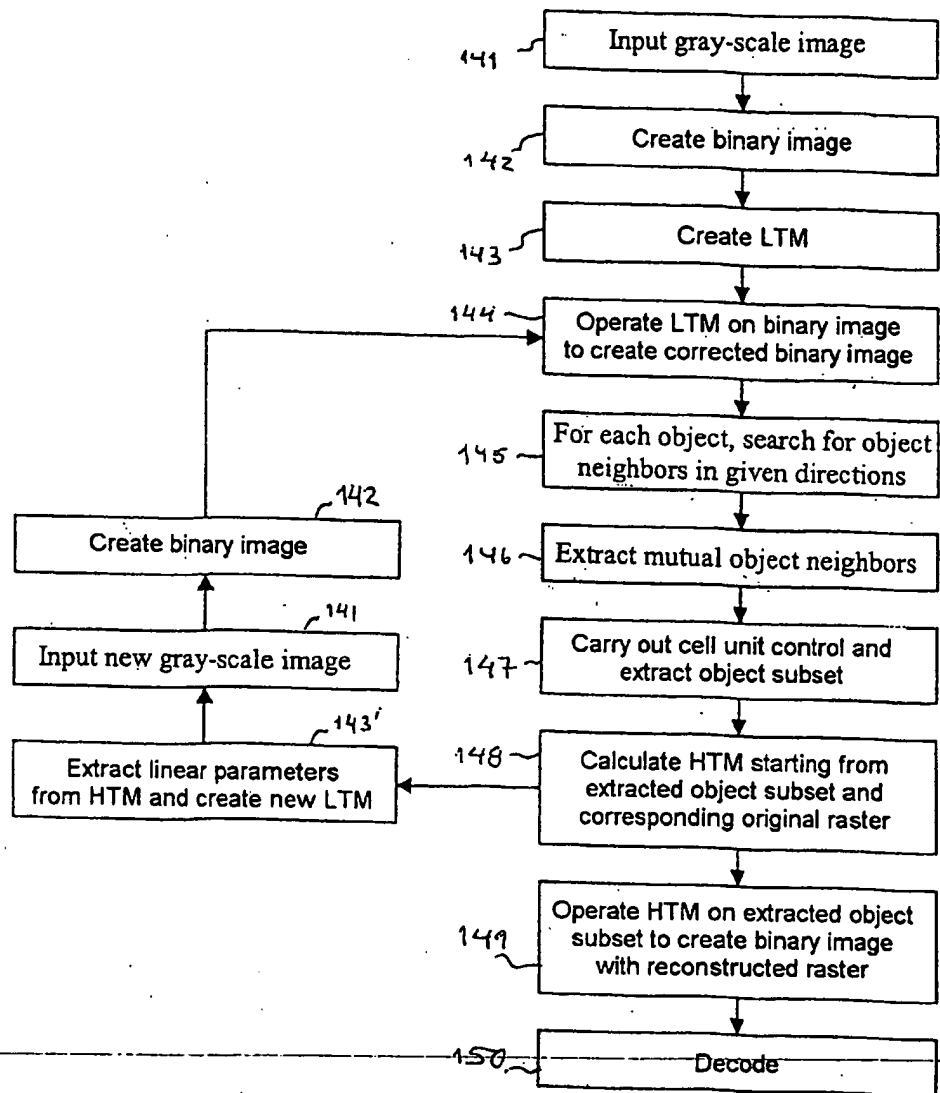 141
Input gray-scale image
142
Create binary image
143
Create LTM
144
Operate LTM on binary image
to create corrected binary image
145
For each object, search for object
neighbors in given directions
146
Extract mutual object neighbors
147
Carry out cell unit control and
extract object subset
148
Calculate HTM starting from
extracted object subset and
corresponding original raster
143'
Extract linear parameters
from HTM and create new LTM
141
Input new gray-scale image
142
Create binary image
149
Operate HTM on extracted object
subset to create binary image
with reconstructed raster
150
Decode